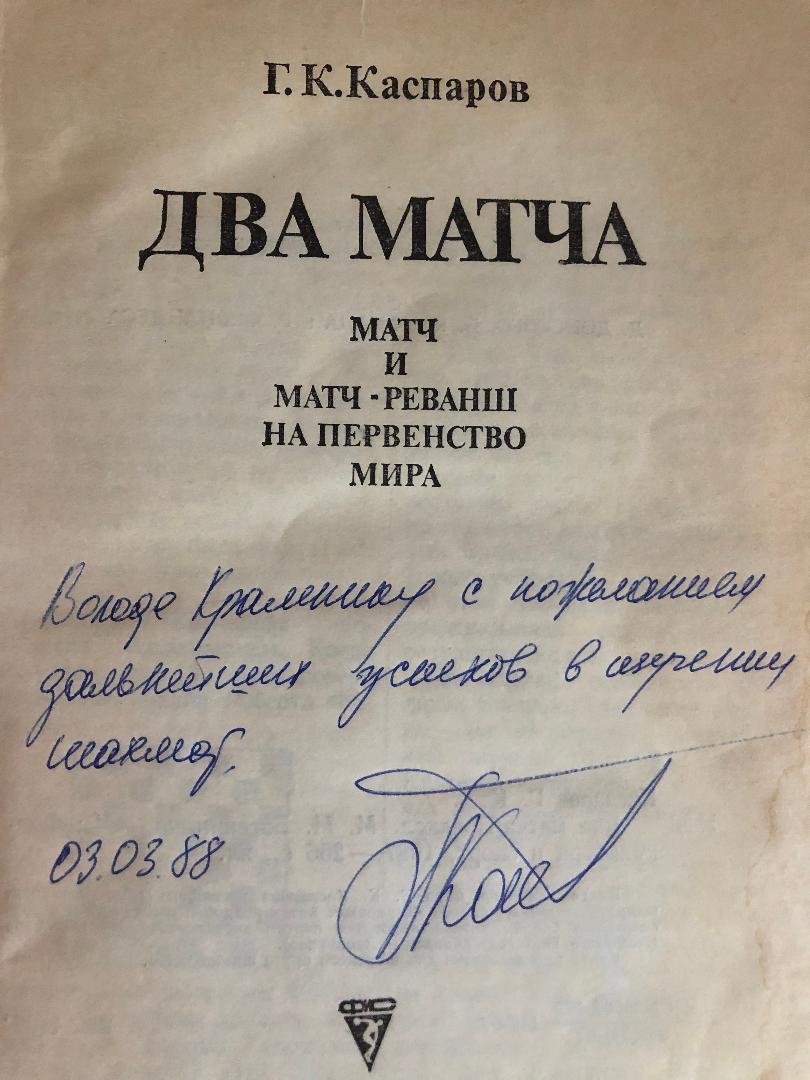 Г. К. Каспаров
ДВА МАТЧА
МАТЧ
И
МАТЧ-РЕВАНШ
НА ПЕРВЕНСТВО
МИРА
Володе Крамнику с пожеланием
дальнейших успехов в изучении
шахмат.
03.03.88
ФиС